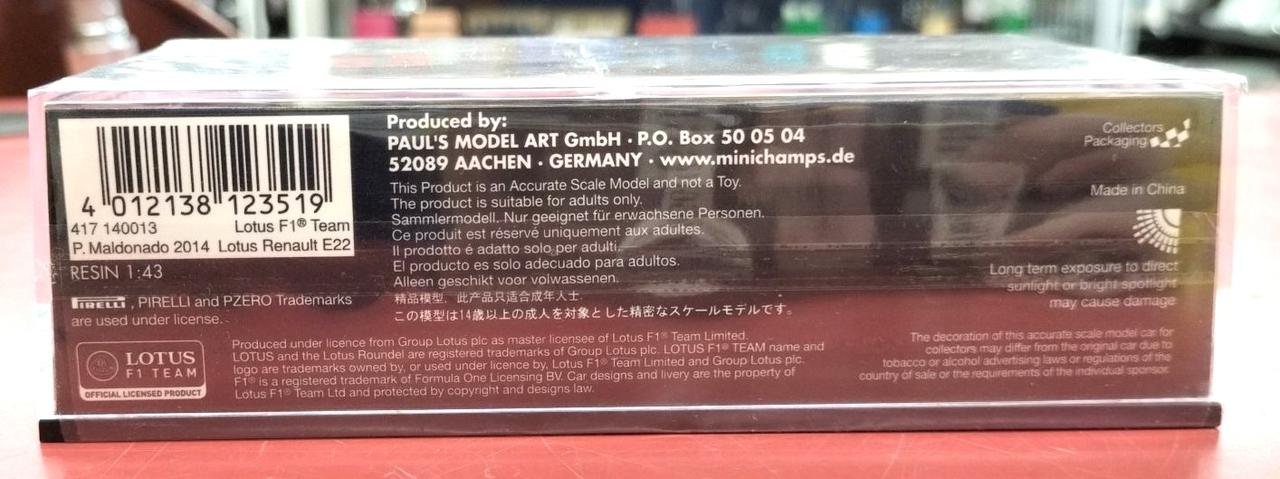 4 012138 123519
417 140013 Lotus F1® Team
P. Maldonado 2014 Lotus Renault E22
RESIN 1:43
PIRELLI, PIRELLI and PZERO Trademarks
are used under license.
LOTUS
F1 TEAM
OFFICIAL LICENSED PRODUCT
Produced by:
PAUL'S MODEL ART GmbH · P.O. Box 50 05 04
52089 AACHEN · GERMANY · www.minichamps.de
This Product is an Accurate Scale Model and not a Toy.
The product is suitable for adults only.
Sammlermodell. Nur geeignet für erwachsene Personen.
Ce produit est réservé uniquement aux adultes.
Il prodotto é adatto solo per adulti.
El producto es solo adecuado para adultos.
Alleen geschikt voor volwassenen.
精品模型. 此产品只适合成年人士.
この模型は14歳以上の成人を対象とした精密なスケールモデルです。
Produced under licence from Group Lotus plc as master licensee of Lotus F1® Team Limited.
LOTUS and the Lotus Roundel are registered trademarks of Group Lotus plc. LOTUS F1® TEAM name and
logo are trademarks owned by, or used under licence by, Lotus F1® Team Limited and Group Lotus plc.
F1® is a registered trademark of Formula One Licensing BV. Car designs and livery are the property of
Lotus F1® Team Ltd and protected by copyright and designs law.
Collectors
Packaging
Made in China
Long term exposure to direct
sunlight or bright spotlight
may cause damage
The decoration of this accurate scale model car for
collectors may differ from the original car due to
tobacco or alcohol advertising laws or regulations of the
country of sale or the requirements of the individual sponsor.